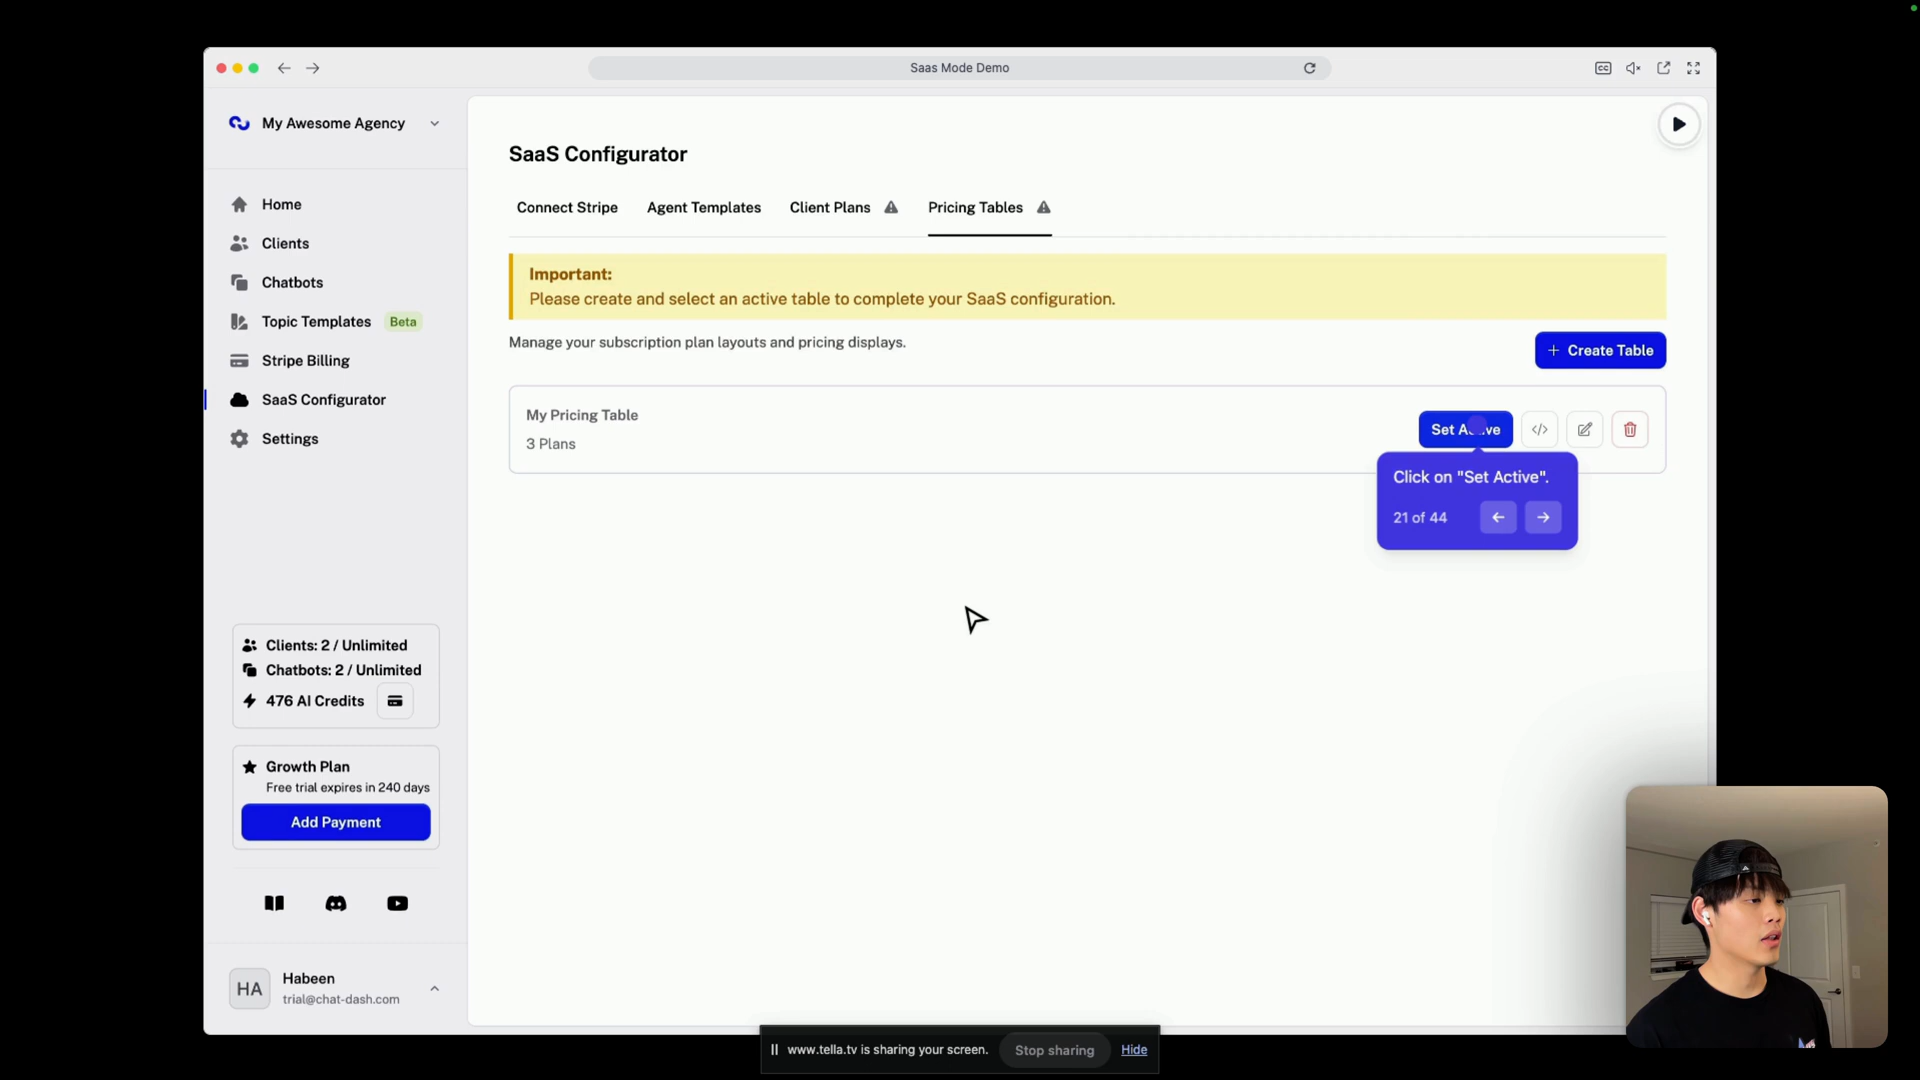 Saas Mode Demo
CC
My Awesome Agency
Home
Clients
Chatbots
Topic Templates Beta
Stripe Billing
SaaS Configurator
Settings
Clients: 2 / Unlimited
Chatbots: 2 / Unlimited
476 AI Credits
Growth Plan
Free trial expires in 240 days
Add Payment
HA
Habeen
trial@chat-dash.com
SaaS Configurator
Connect Stripe Agent Templates Client Plans Pricing Tables
Important:
Please create and select an active table to complete your SaaS configuration.
Manage your subscription plan layouts and pricing displays.
+ Create Table
My Pricing Table
3 Plans
Set Active
</>
Click on "Set Active".
21 of 44
www.tella.tv is sharing your screen. Stop sharing Hide